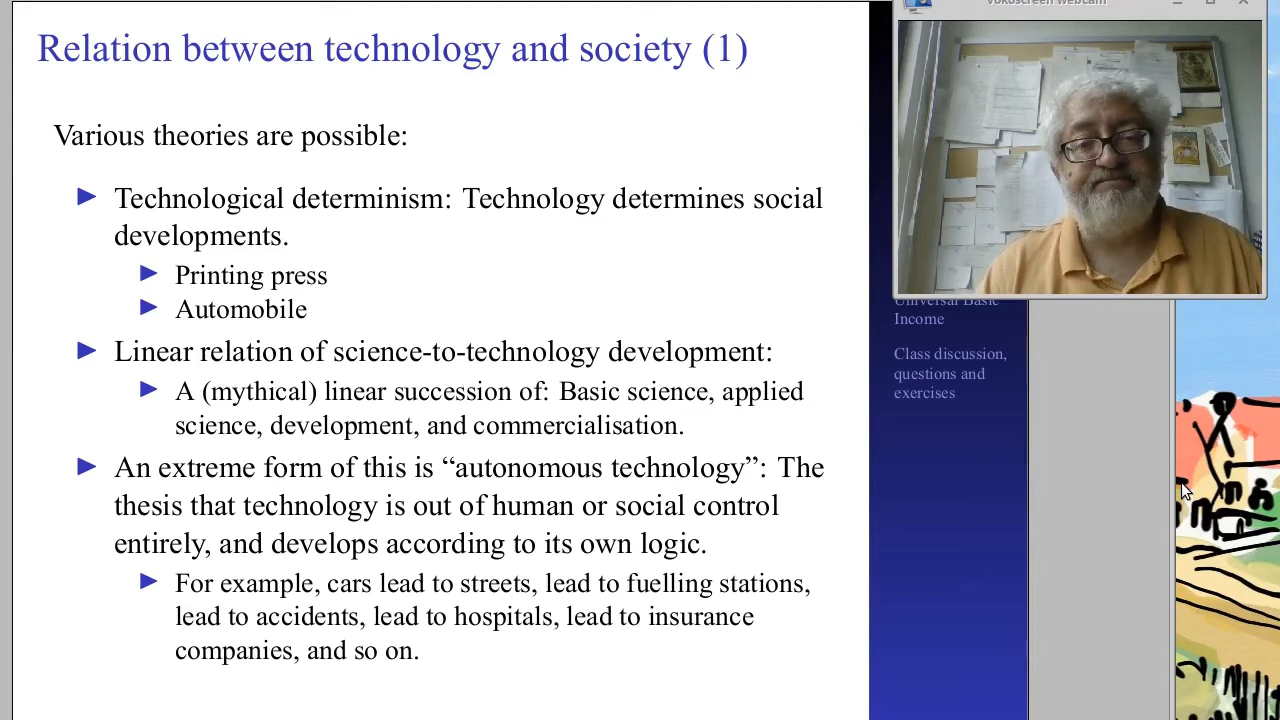 Relation between technology and society (1)
Various theories are possible:
Technological determinism: Technology determines social
developments.
Printing press
Automobile
Linear relation of science-to-technology development:
A (mythical) linear succession of: Basic science, applied
science, development, and commercialisation.
An extreme form of this is “autonomous technology”: The
thesis that technology is out of human or social control
entirely, and develops according to its own logic.
For example, cars lead to streets, lead to fuelling stations,
lead to accidents, lead to hospitals, lead to insurance
companies, and so on.
vokoscreen webcam
Universal Basic
Income
Class discussion,
questions and
exercises